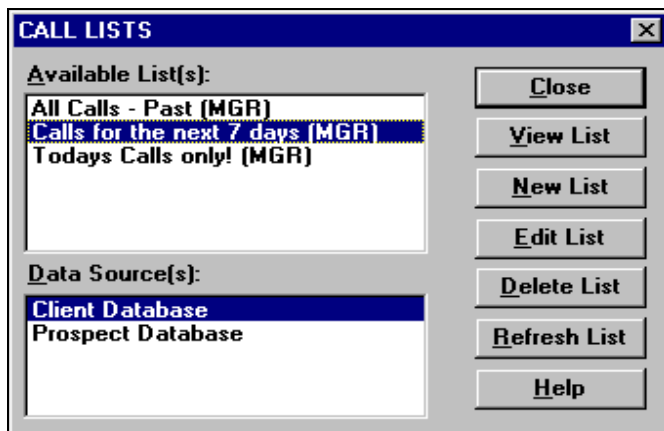 CALL LISTS
Available List(s):
All Calls - Past (MGR)
Calls for the next 7 days (MGR)
Todays Calls only! (MGR)
Data Source(s):
Client Database
Prospect Database
Close
View List
New List
Edit List
Delete List
Refresh List
Help